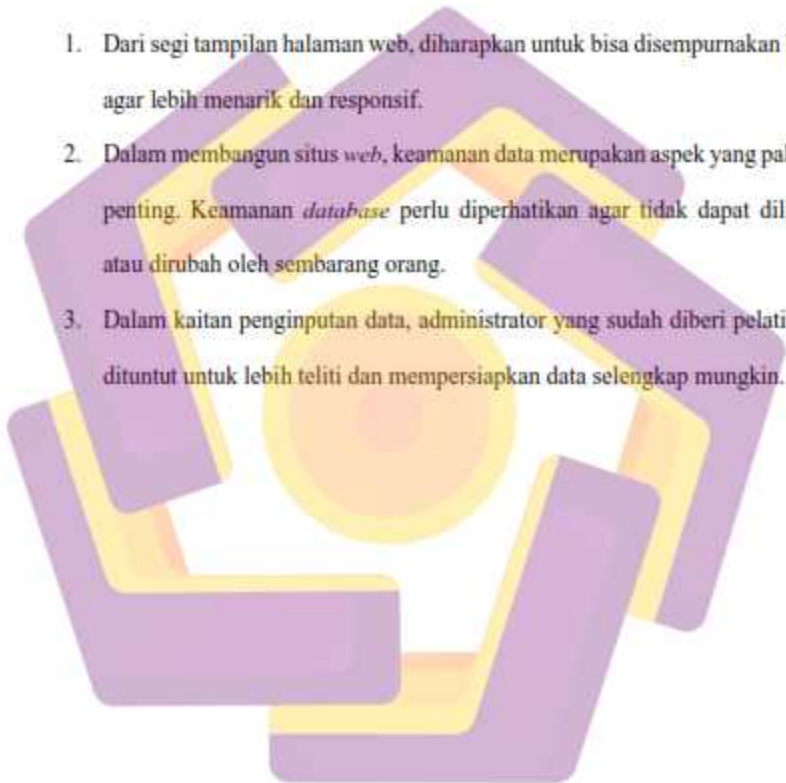 1. Dari segi tampilan halaman web, diharapkan untuk bisa disempurnakan
agar lebih menarik dan responsif.
2. Dalam membangun situs web, keamanan data merupakan aspek yang
penting. Keamanan database perlu diperhatikan agar tidak dapat
atau dirubah oleh sembarang orang.
3. Dalam kaitan penginputan data, administrator yang sudah diberi
dituntut untuk lebih teliti dan mempersiapkan data selengkap mungkin.